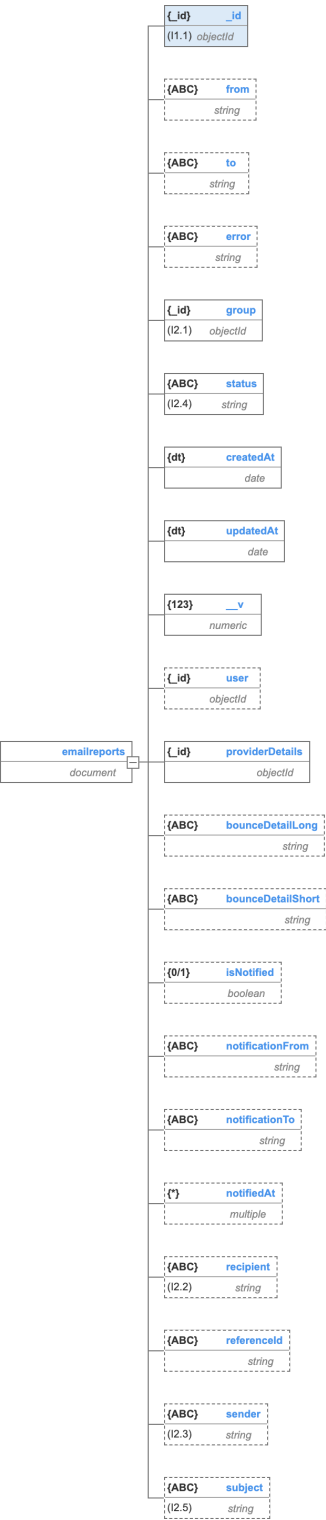 {_id} _id
(I1.1) objectId
{ABC} from
string
{ABC} to
string
{ABC} error
string
{_id} group
(I2.1) objectId
{ABC} status
(I2.4) string
{dt} createdAt
date
{dt} updatedAt
date
{123} __v
numeric
{_id} user
objectId
emailreports
document
{_id} providerDetails
objectId
{ABC} bounceDetailLong
string
{ABC} bounceDetailShort
string
{0/1} isNotified
boolean
{ABC} notificationFrom
string
{ABC} notificationTo
string
{*} notifiedAt
multiple
{ABC} recipient
(I2.2) string
{ABC} referenceId
string
{ABC} sender
(I2.3) string
{ABC} subject
(I2.5) string